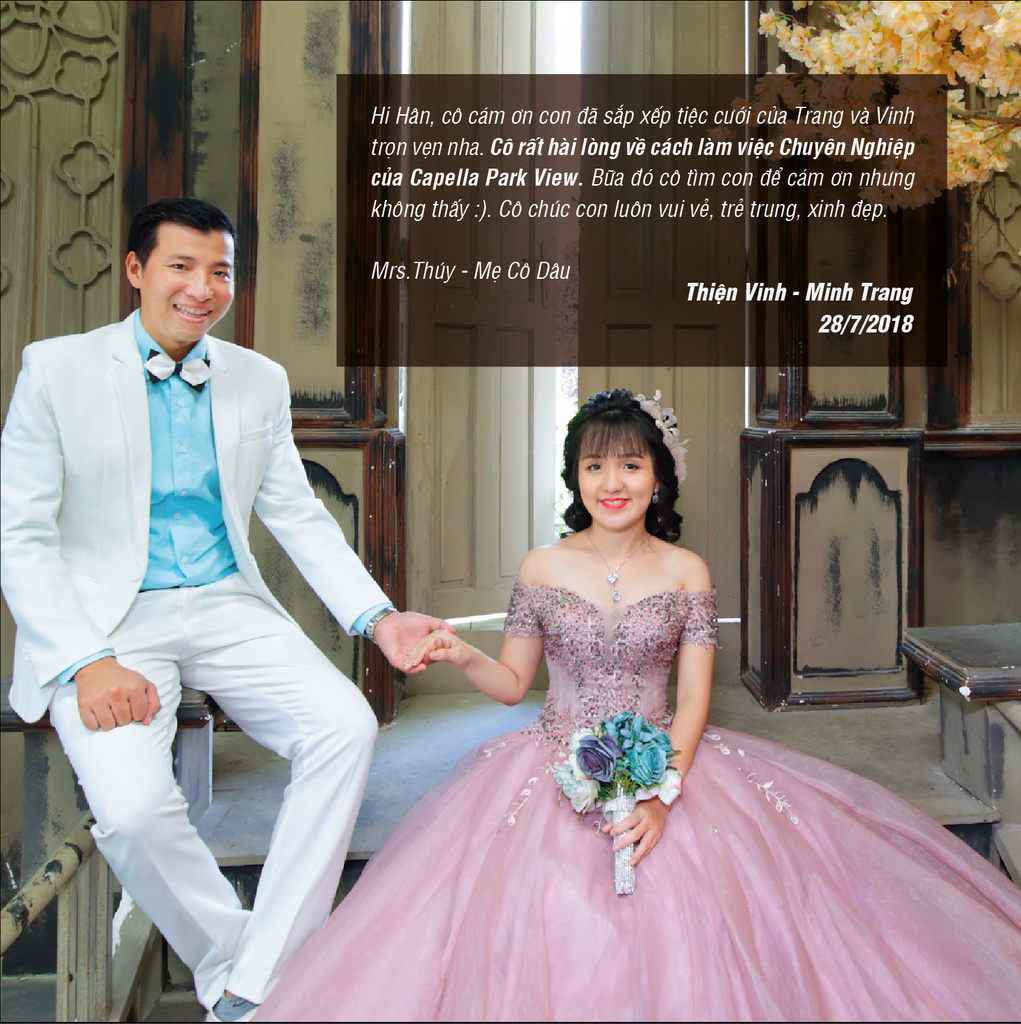 Hi Hân, cô cám ơn con đã sắp xếp tiệc cưới của Trang và Vinh
trọn vẹn nha. Cô rất hài lòng về cách làm việc Chuyên Nghiệp
của Capella Park View. Bữa đó cô tìm con để cám ơn nhưng
không thấy :). Cô chúc con luôn vui vẻ, trẻ trung, xinh đẹp.
Mrs.Thúy - Mẹ Cô Dâu
Thiện Vinh - Minh Trang
28/7/2018